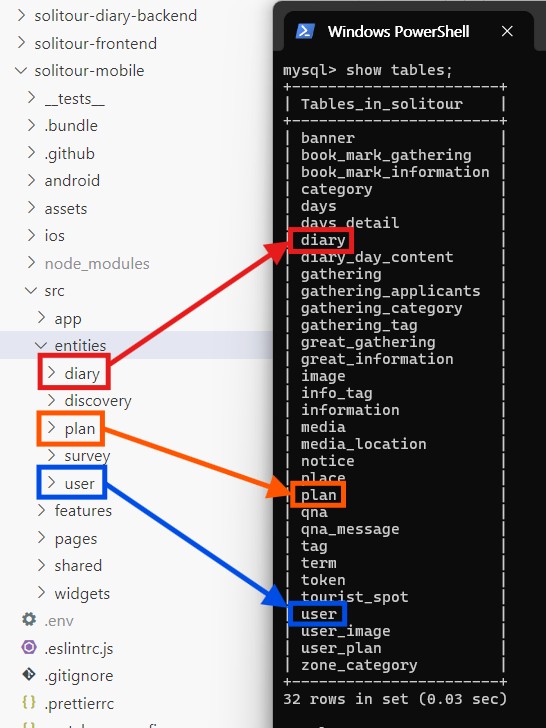 solitour-diary-backend
solitour-frontend
solitour-mobile
__tests__
.bundle
.github
android
assets
ios
node_modules
src
app
entities
diary
discovery
plan
survey
user
features
pages
shared
widgets
.env
.eslintrc.js
.gitignore
.prettierrc
Windows PowerShell
mysql> show tables;
+----------------------+
| Tables_in_solitour |
+----------------------+
| banner |
| book_mark_gathering |
| book_mark_information |
| category |
| days |
| days_detail |
| diary |
| diary_day_content |
| gathering |
| gathering_applicants |
| gathering_category |
| gathering_tag |
| great_gathering |
| great_information |
| image |
| info_tag |
| information |
| media |
| media_location |
| notice |
| place |
| plan |
| qna |
| qna_message |
| tag |
| term |
| token |
| tourist_spot |
| user |
| user_image |
| user_plan |
| zone_category |
+----------------------+
32 rows in set (0.03 sec)